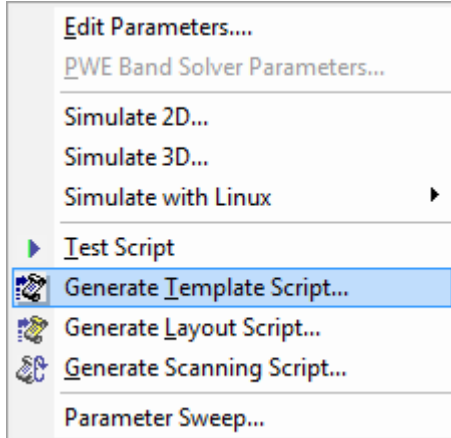 Edit Parameters....
PWE Band Solver Parameters...
Simulate 2D...
Simulate 3D...
Simulate with Linux
Test Script
Generate Template Script...
Generate Layout Script...
Generate Scanning Script...
Parameter Sweep...